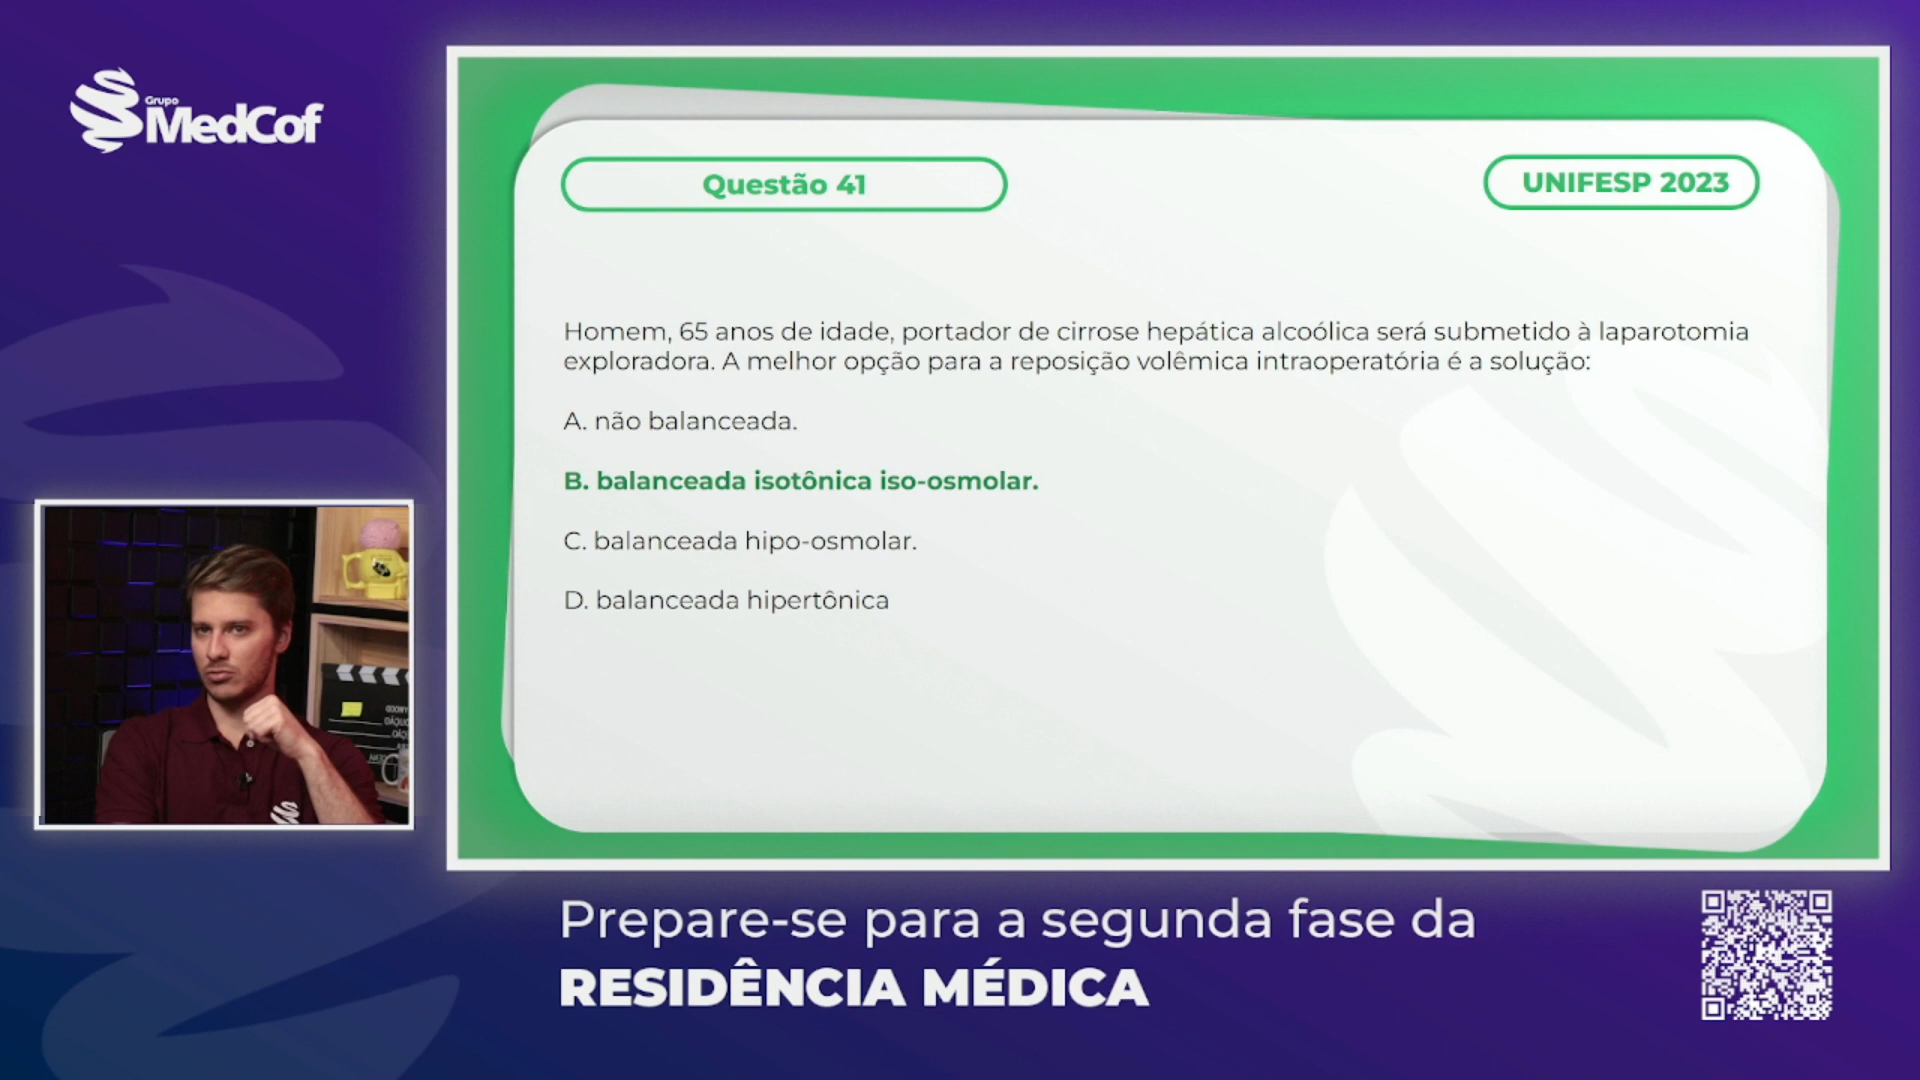 Grupo
MedCof
Questão 41
UNIFESP 2023
Homem, 65 anos de idade, portador de cirrose hepática alcoólica será submetido à laparotomia
exploradora. A melhor opção para a reposição volêmica intraoperatória é a solução:
A. não balanceada.
B. balanceada isotônica iso-osmolar.
C. balanceada hipo-osmolar.
D. balanceada hipertônica
Prepare-se para a segunda fase da
RESIDÊNCIA MÉDICA